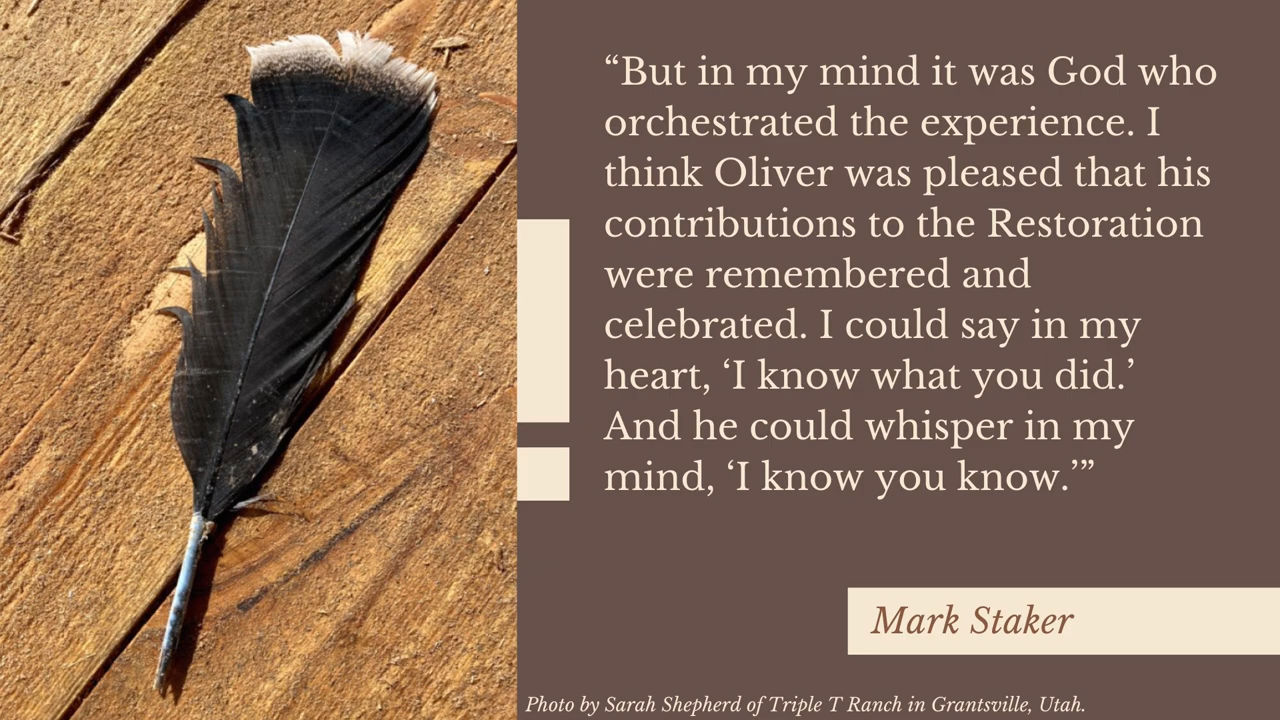 “But in my mind it was God who
orchestrated the experience. I
think Oliver was pleased that his
contributions to the Restoration
were remembered and
celebrated. I could say in my
heart, ‘I know what you did.’
And he could whisper in my
mind, ‘I know you know.’”
Mark Staker
Photo by Sarah Shepherd of Triple T Ranch in Grantsville, Utah.